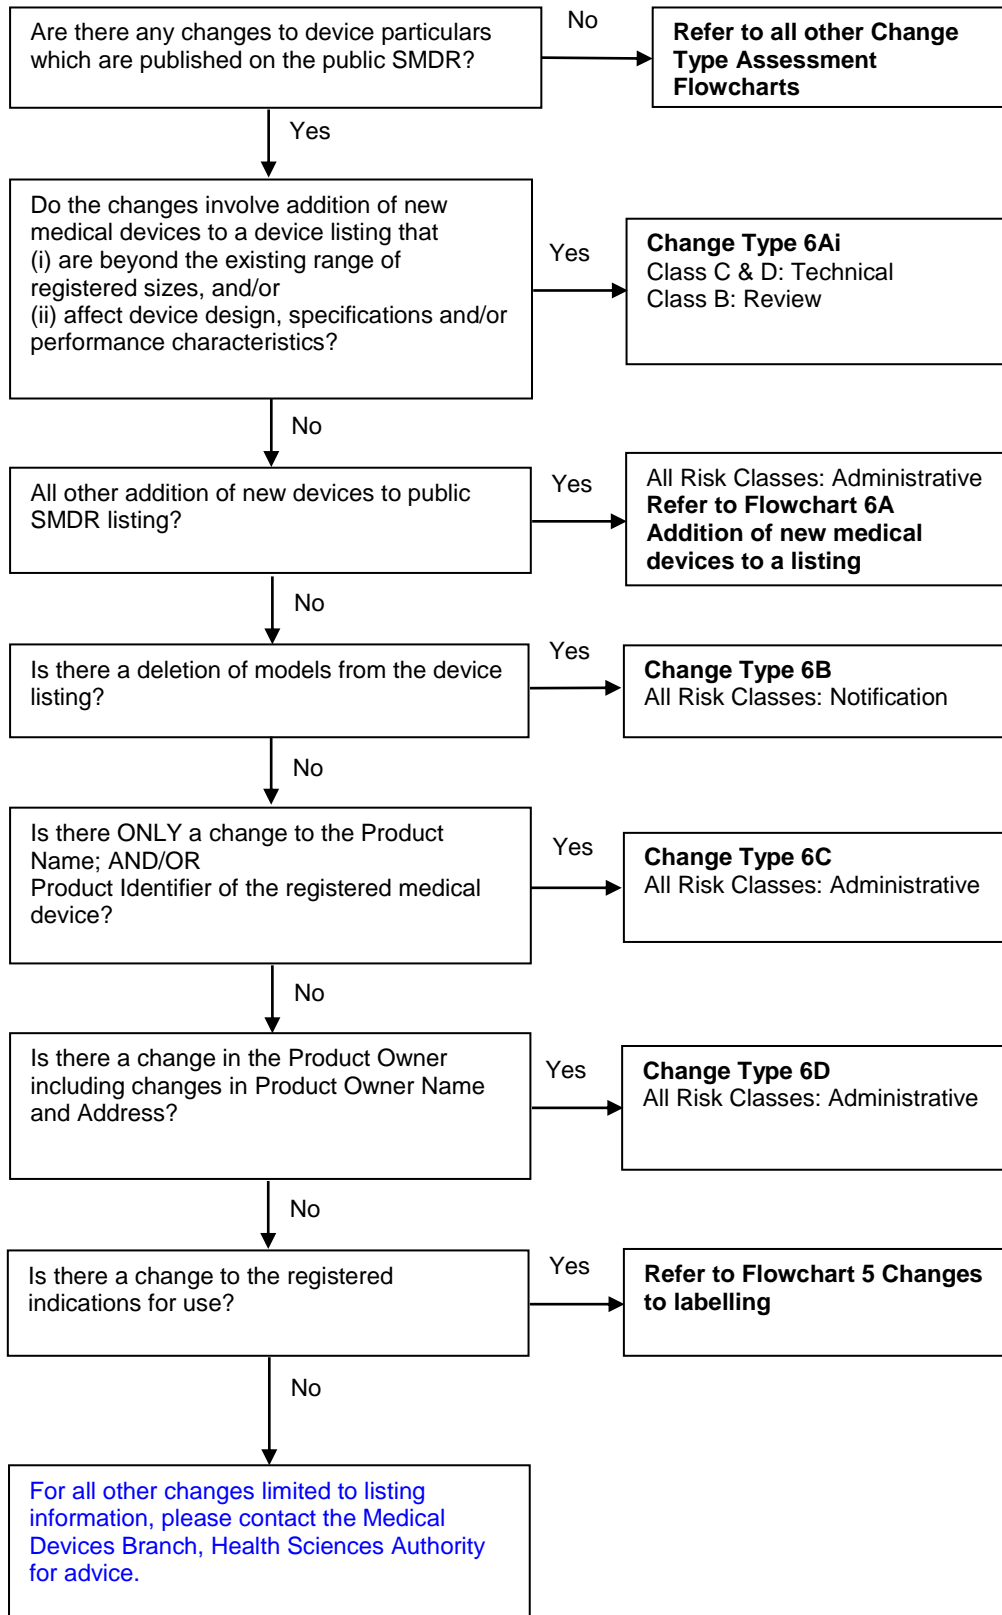 Are there any changes to device particulars
which are published on the public SMDR?
No
Refer to all other Change
Type Assessment
Flowcharts
Yes
Do the changes involve addition of new
medical devices to a device listing that
(i) are beyond the existing range of
registered sizes, and/or
(ii) affect device design, specifications and/or
performance characteristics?
Yes
Change Type 6Ai
Class C & D: Technical
Class B: Review
No
All other addition of new devices to public
SMDR listing?
Yes
All Risk Classes: Administrative
Refer to Flowchart 6A
Addition of new medical
devices to a listing
No
Is there a deletion of models from the device
listing?
Yes
Change Type 6B
All Risk Classes: Notification
No
Is there ONLY a change to the Product
Name; AND/OR
Product Identifier of the registered medical
device?
Yes
Change Type 6C
All Risk Classes: Administrative
No
Is there a change in the Product Owner
including changes in Product Owner Name
and Address?
Yes
Change Type 6D
All Risk Classes: Administrative
No
Is there a change to the registered
indications for use?
Yes
Refer to Flowchart 5 Changes
to labelling
No
For all other changes limited to listing
information, please contact the Medical
Devices Branch, Health Sciences Authority
for advice.